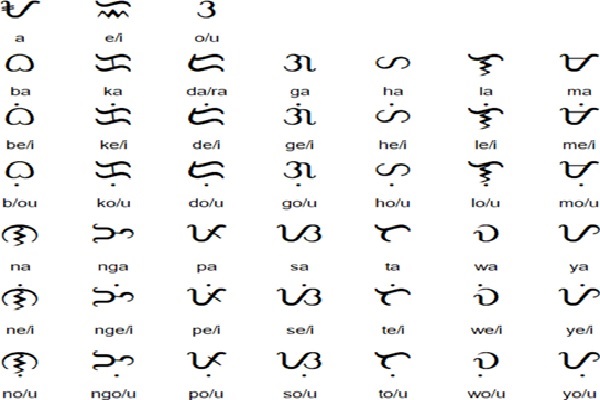 ᜀ ᜁ ᜂ
a e/i o/u
ᜊ ᜃ ᜇ ᜄ ᜑ ᜎ ᜋ
ba ka da/ra ga ha la ma
ᜊᜒ ᜃᜒ ᜇᜒ ᜄᜒ ᜑᜒ ᜎᜒ ᜋᜒ
be/i ke/i de/i ge/i he/i le/i me/i
ᜊᜓ ᜃᜓ ᜇᜓ ᜄᜓ ᜑᜓ ᜎᜓ ᜋᜓ
b/ou ko/u do/u go/u ho/u lo/u mo/u
ᜈ ᜅ ᜉ ᜐ ᜆ ᜏ ᜌ
na nga pa sa ta wa ya
ᜈᜒ ᜅᜒ ᜉᜒ ᜐᜒ ᜆᜒ ᜏᜒ ᜌᜒ
ne/i nge/i pe/i se/i te/i we/i ye/i
ᜈᜓ ᜅᜓ ᜉᜓ ᜐᜓ ᜆᜓ ᜏᜓ ᜌᜓ
no/u ngo/u po/u so/u to/u wo/u yo/u